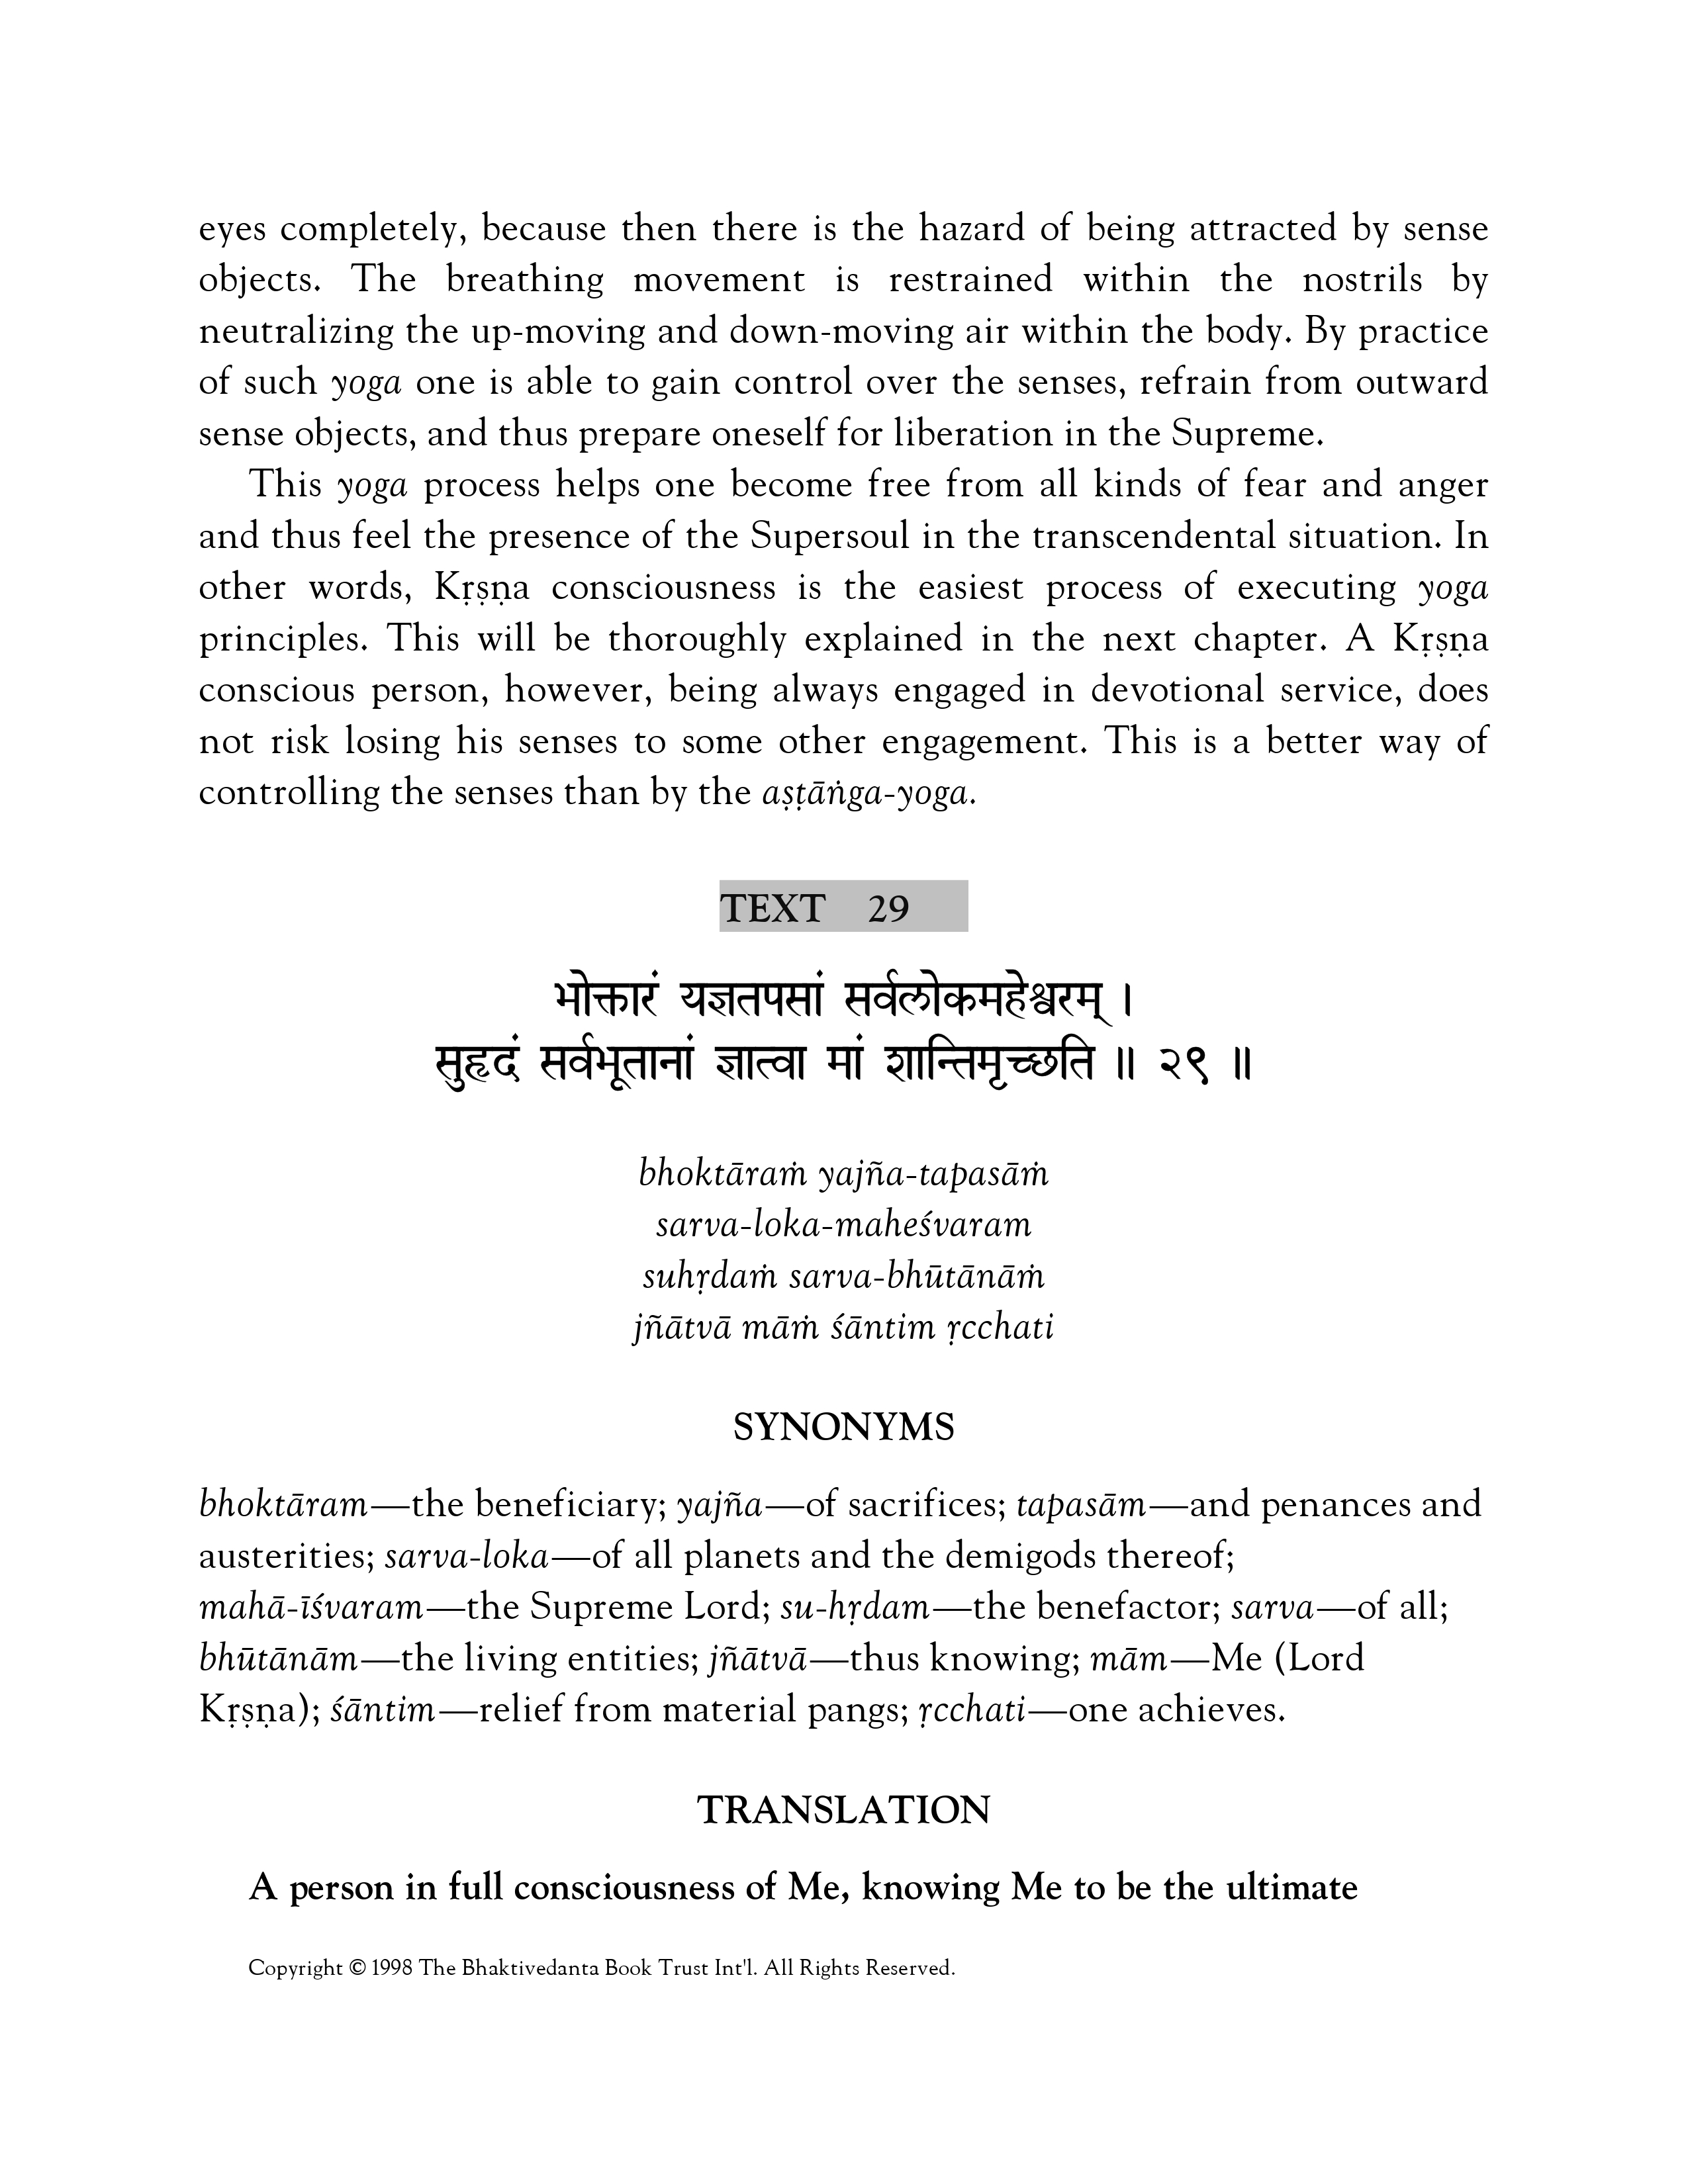 eyes completely, because then there is the hazard of being attracted by sense
objects. The breathing movement is restrained within the nostrils by
neutralizing the up-moving and down-moving air within the body. By practice
of such yoga one is able to gain control over the senses, refrain from outward
sense objects, and thus prepare oneself for liberation in the Supreme.
This yoga process helps one become free from all kinds of fear and anger
and thus feel the presence of the Supersoul in the transcendental situation. In
other words, Kṛṣṇa consciousness is the easiest process of executing yoga
principles. This will be thoroughly explained in the next chapter. A Kṛṣṇa
conscious person, however, being always engaged in devotional service, does
not risk losing his senses to some other engagement. This is a better way of
controlling the senses than by the aṣṭāṅga-yoga.
TEXT 29
भोक्तारं यज्ञतपसां सर्वलोकमहेश्वरम् ।
सुहृदं सर्वभूतानां ज्ञात्वा मां शान्तिमृच्छति ॥ २९ ॥
bhoktāraṁ yajña-tapasāṁ
sarva-loka-maheśvaram
suhṛdaṁ sarva-bhūtānāṁ
jñātvā māṁ śāntim ṛcchati
SYNONYMS
bhoktāram—the beneficiary; yajña—of sacrifices; tapasām—and penances and
austerities; sarva-loka—of all planets and the demigods thereof;
mahā-īśvaram—the Supreme Lord; su-hṛdam—the benefactor; sarva—of all;
bhūtānām—the living entities; jñātvā—thus knowing; mām—Me (Lord
Kṛṣṇa); śāntim—relief from material pangs; ṛcchati—one achieves.
TRANSLATION
A person in full consciousness of Me, knowing Me to be the ultimate
Copyright © 1998 The Bhaktivedanta Book Trust Int'l. All Rights Reserved.